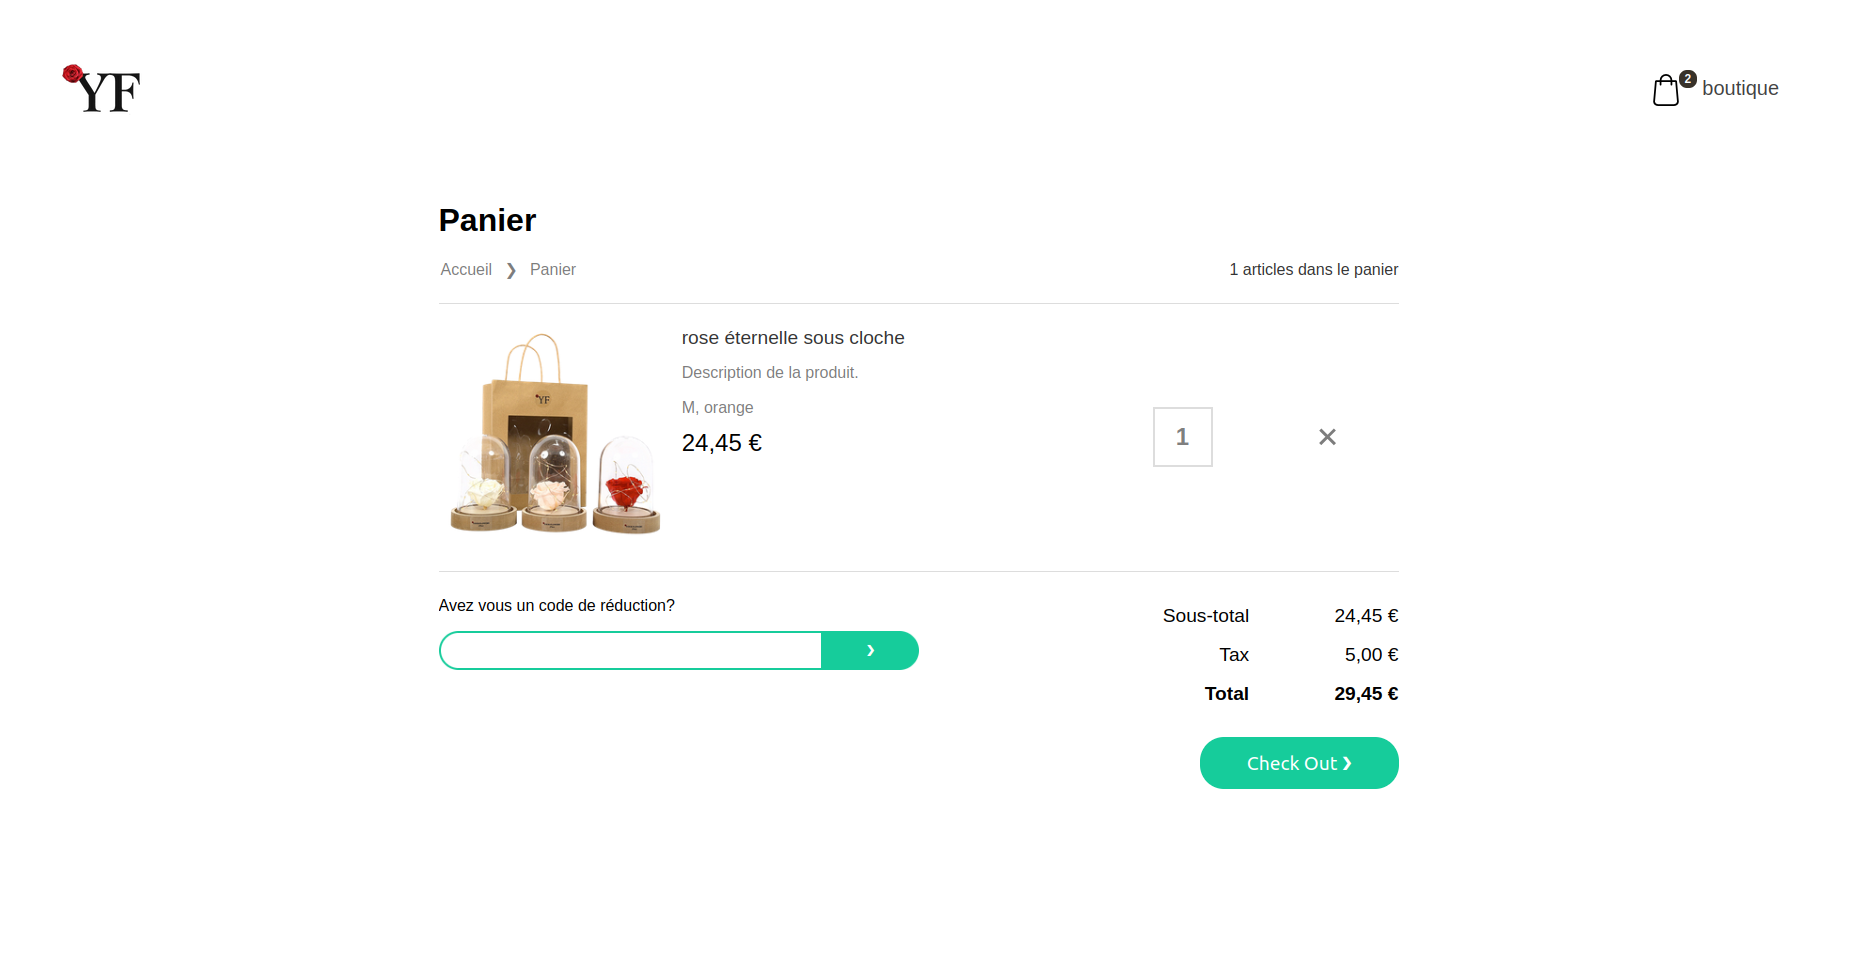 YF
2
boutique
Panier
Accueil ❯ Panier
1 articles dans le panier
rose éternelle sous cloche
Description de la produit.
M, orange
24,45 €
YF
1
✕
Avez vous un code de réduction?
❯
Sous-total 24,45 €
Tax 5,00 €
Total 29,45 €
Check Out ❯